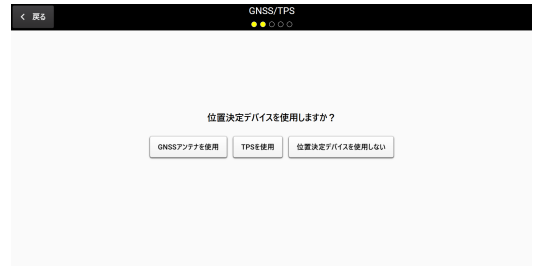 GNSS/TPS
戻る
位置決定デバイスを使用しますか？
GNSSアンテナを使用
TPSを使用
位置決定デバイスを使用しない